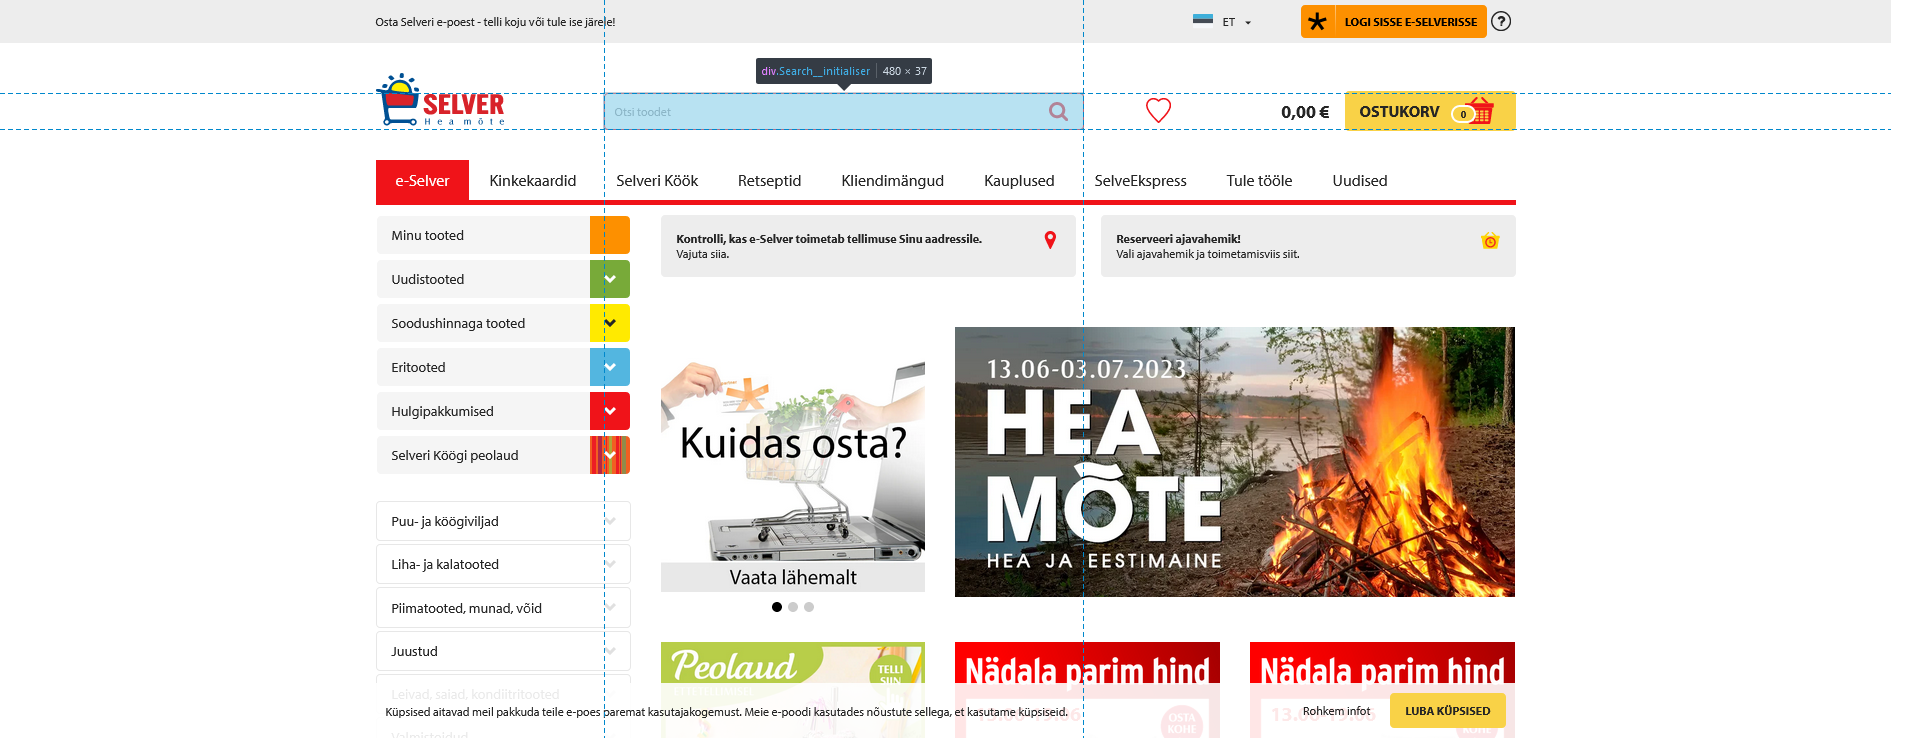 Osta Selveri e-poest - telli koju või tule ise järele!
ET
LOGI SISSE E-SELVERISSE
?
div.Search__initialiser 480 × 37
SELVER
Hea mõte
Otsi toodet
0,00 €
OSTUKORV
0
e-Selver
Kinkekaardid
Selveri Köök
Retseptid
Kliendimängud
Kauplused
SelveEkspress
Tule tööle
Uudised
Minu tooted
Uudistooted
Soodushinnaga tooted
Eritooted
Hulgipakkumised
Selveri Köögi peolaud
Puu- ja köögiviljad
Liha- ja kalatooted
Piimatooted, munad, võid
Juustud
Leivad, saiad, kondiitritooted
Valmistoidud
Kontrolli, kas e-Selver toimetab tellimuse Sinu aadressile.
Vajuta siia.
Reserveeri ajavahemik!
Vali ajavahemik ja toimetamisviis siit.
Kuidas osta?
Vaata lähemalt
13.06-03.07.2023
HEA
MÕTE
HEA JA EESTIMAINE
Peolaud
TELLI
SIIN
Nädala parim hind
OSTA
KOHE
Nädala parim hind
Küpsised aitavad meil pakkuda teile e-poes paremat kasutajakogemust. Meie e-poodi kasutades nõustute sellega, et kasutame küpsiseid.
Rohkem infot
LUBA KÜPSISED